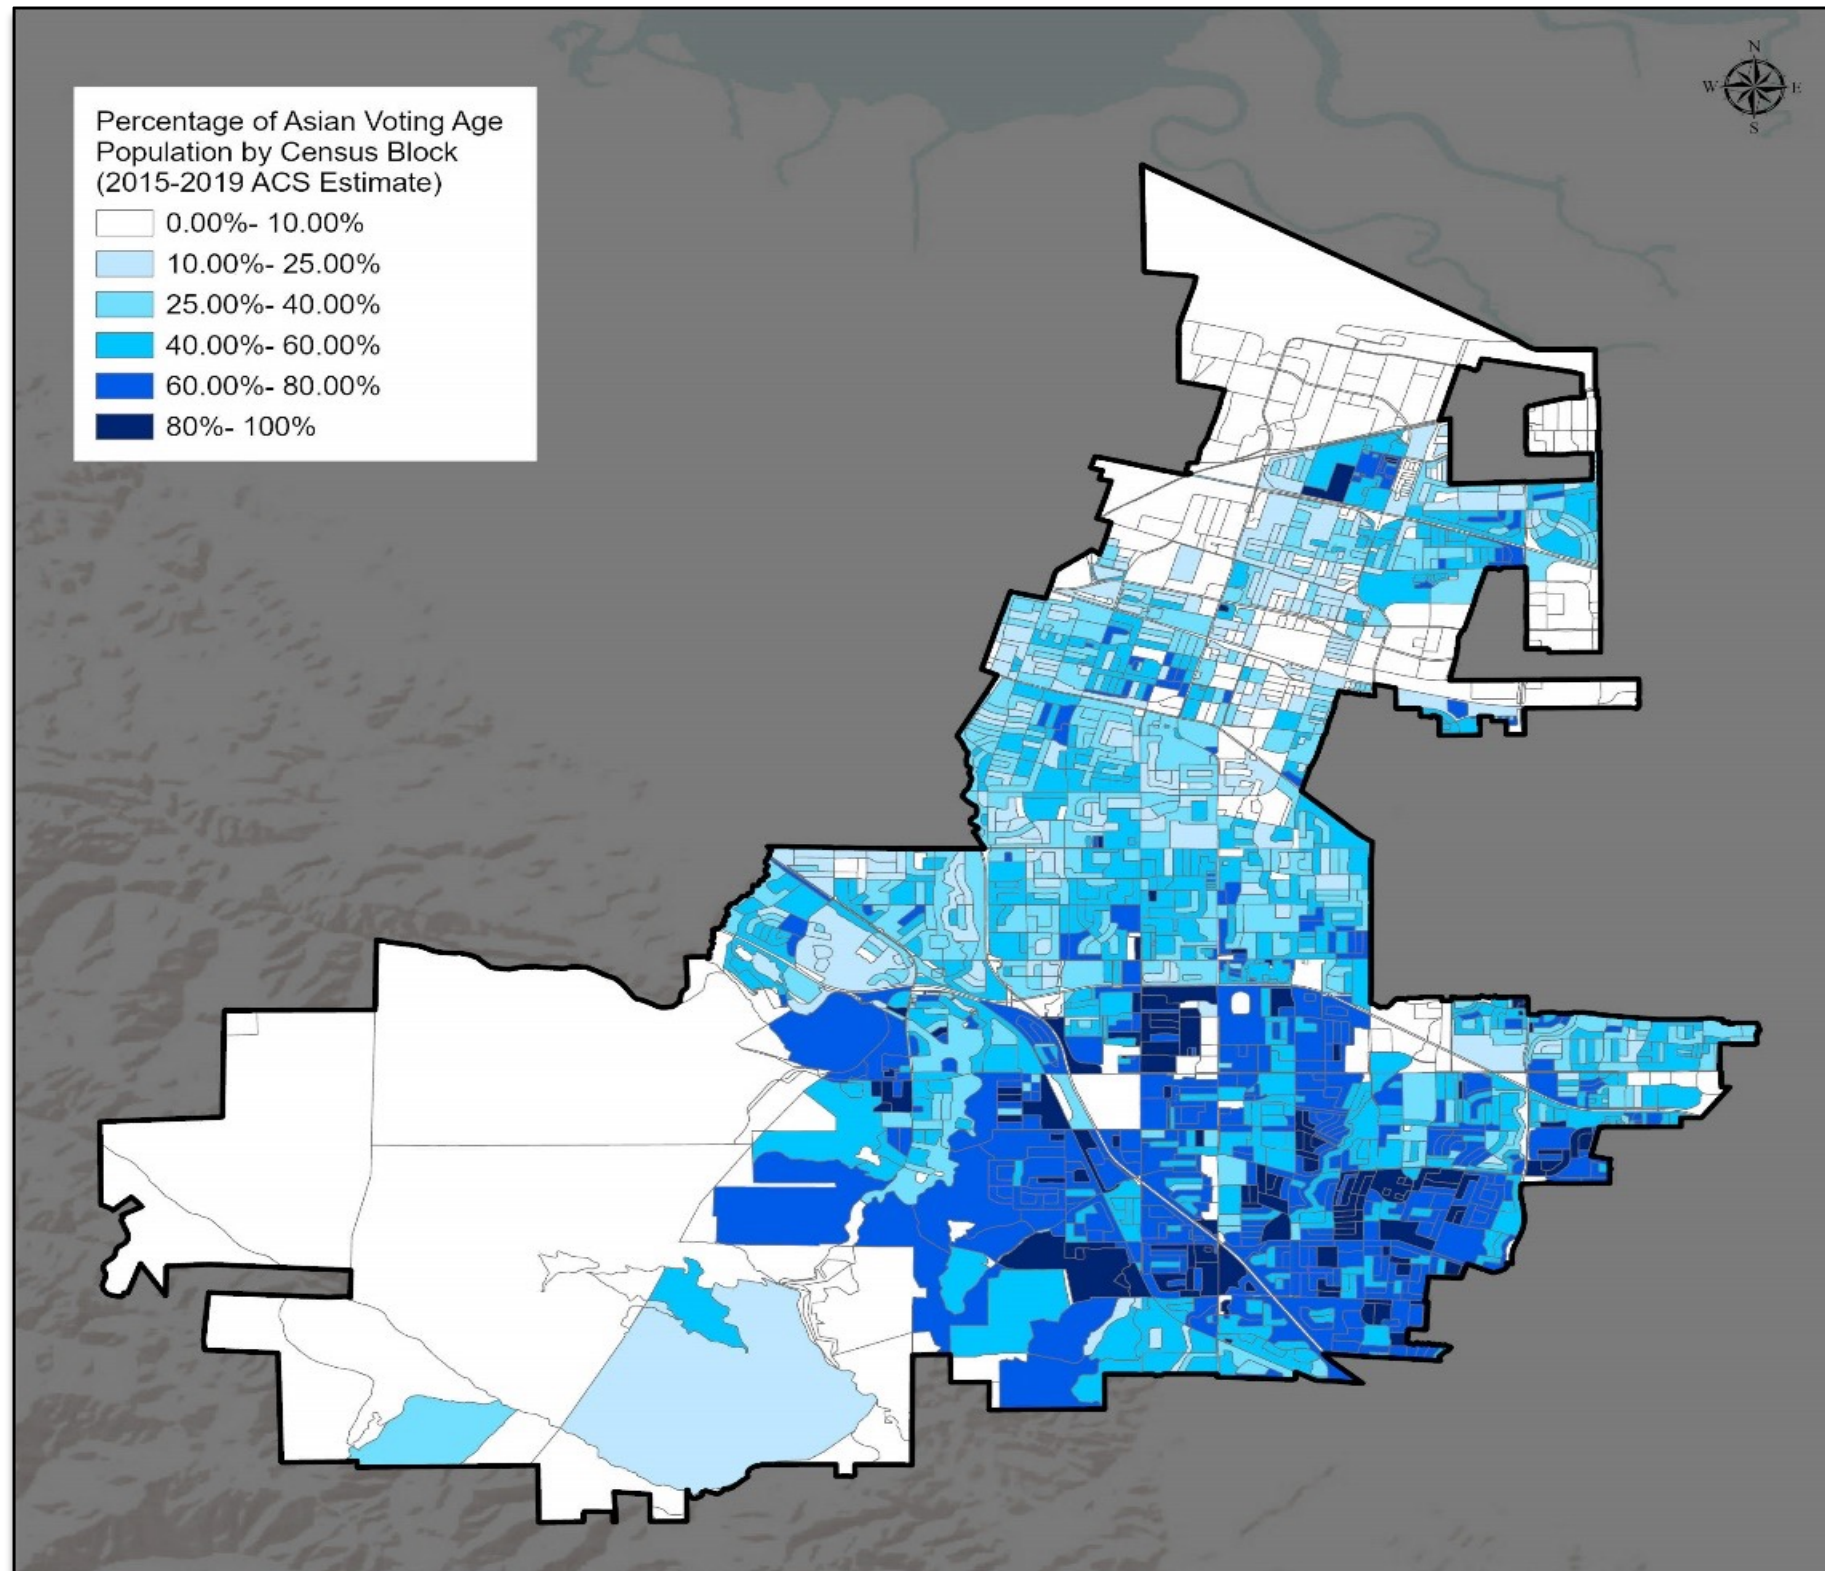 Percentage of Asian Voting Age
Population by Census Block
(2015-2019 ACS Estimate)
0.00%- 10.00%
10.00%- 25.00%
25.00%- 40.00%
40.00%- 60.00%
60.00%- 80.00%
80%- 100%
N
W E
S